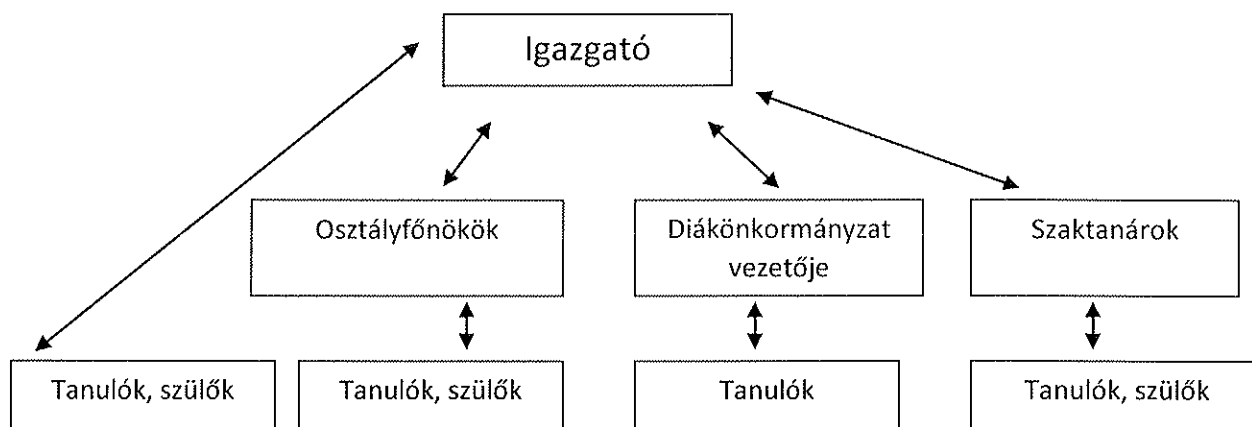 Igazgató
Osztályfőnökök
Diákönkormányzat
vezetője
Szaktanárok
Tanulók, szülők
Tanulók, szülők
Tanulók
Tanulók, szülők